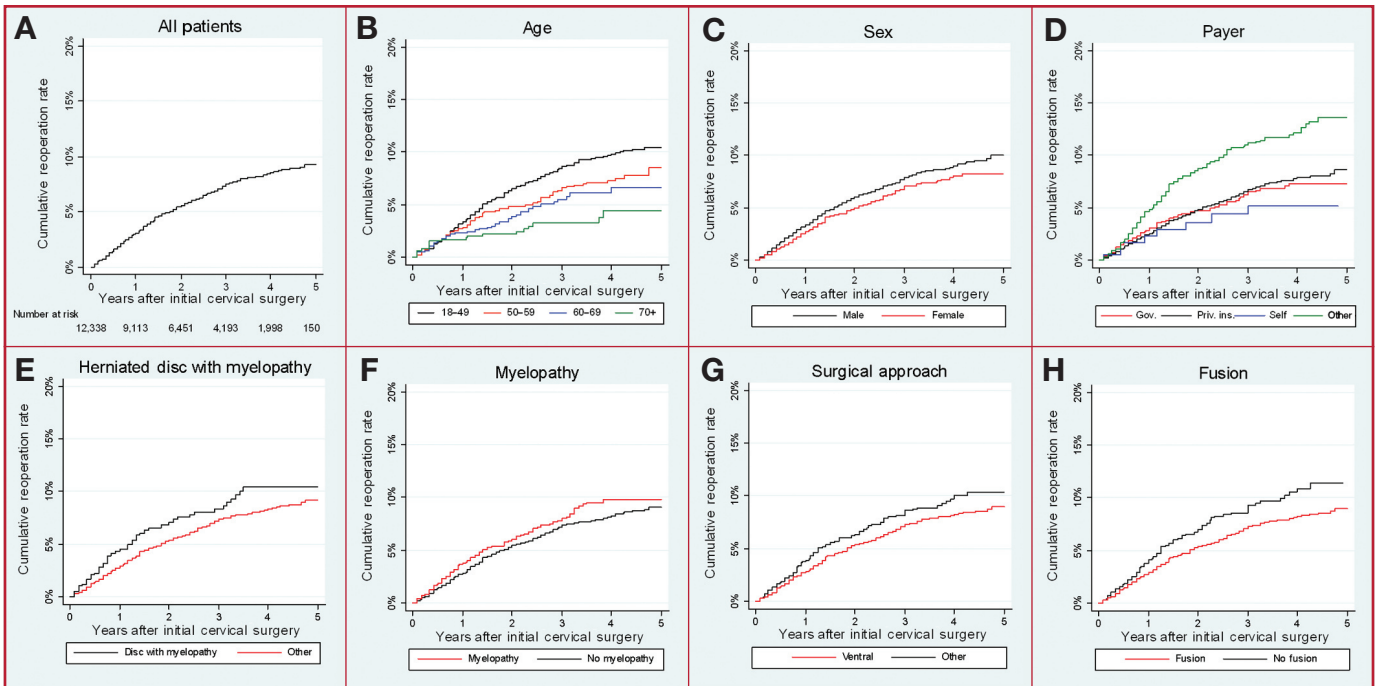 A
All patients
Cumulative reoperation rate
20%
15%
10%
5%
0%
0 1 2 3 4 5
Years after initial cervical surgery
Number at risk
12,338 9,113 6,451 4,193 1,998 150
B
Age
Cumulative reoperation rate
20%
15%
10%
5%
0%
0 1 2 3 4 5
Years after initial cervical surgery
18–49 50–59 60–69 70+
C
Sex
Cumulative reoperation rate
20%
15%
10%
5%
0%
0 1 2 3 4 5
Years after initial cervical surgery
Male Female
D
Payer
Cumulative reoperation rate
20%
15%
10%
5%
0%
0 1 2 3 4 5
Years after initial cervical surgery
Gov. Priv. ins. Self Other
E
Herniated disc with myelopathy
Cumulative reoperation rate
20%
15%
10%
5%
0%
0 1 2 3 4 5
Years after initial cervical surgery
Disc with myelopathy Other
F
Myelopathy
Cumulative reoperation rate
20%
15%
10%
5%
0%
0 1 2 3 4 5
Years after initial cervical surgery
Myelopathy No myelopathy
G
Surgical approach
Cumulative reoperation rate
20%
15%
10%
5%
0%
0 1 2 3 4 5
Years after initial cervical surgery
Ventral Other
H
Fusion
Cumulative reoperation rate
20%
15%
10%
5%
0%
0 1 2 3 4 5
Years after initial cervical surgery
Fusion No fusion